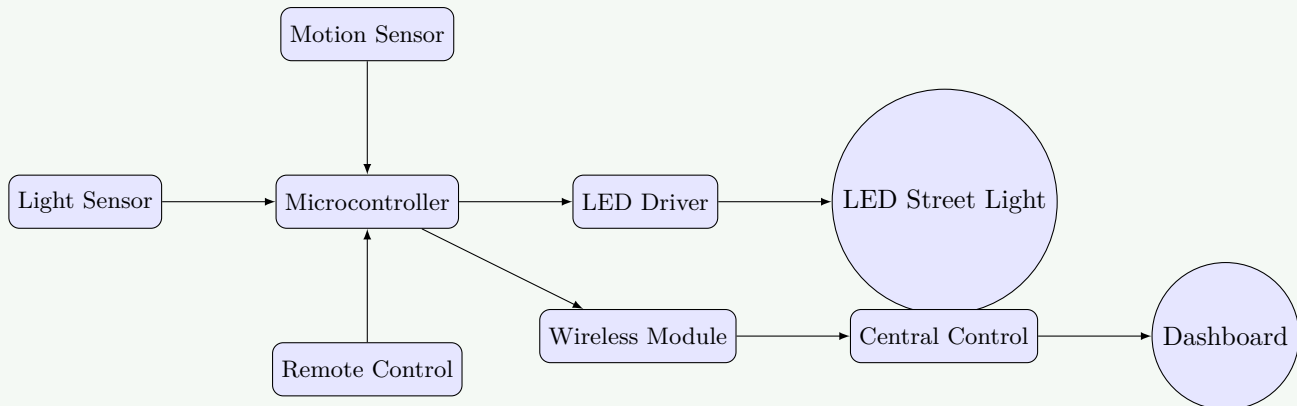 Motion Sensor
Light Sensor
Microcontroller
LED Driver
LED Street Light
Wireless Module
Central Control
Dashboard
Remote Control